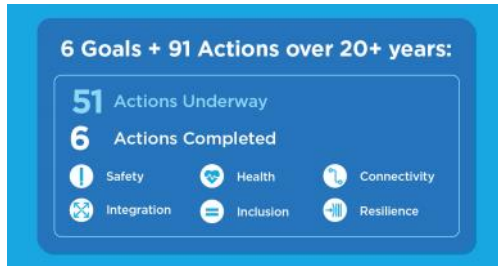 6 Goals + 91 Actions over 20+ years:
51 Actions Underway
6 Actions Completed
Safety Health Connectivity
Integration Inclusion Resilience